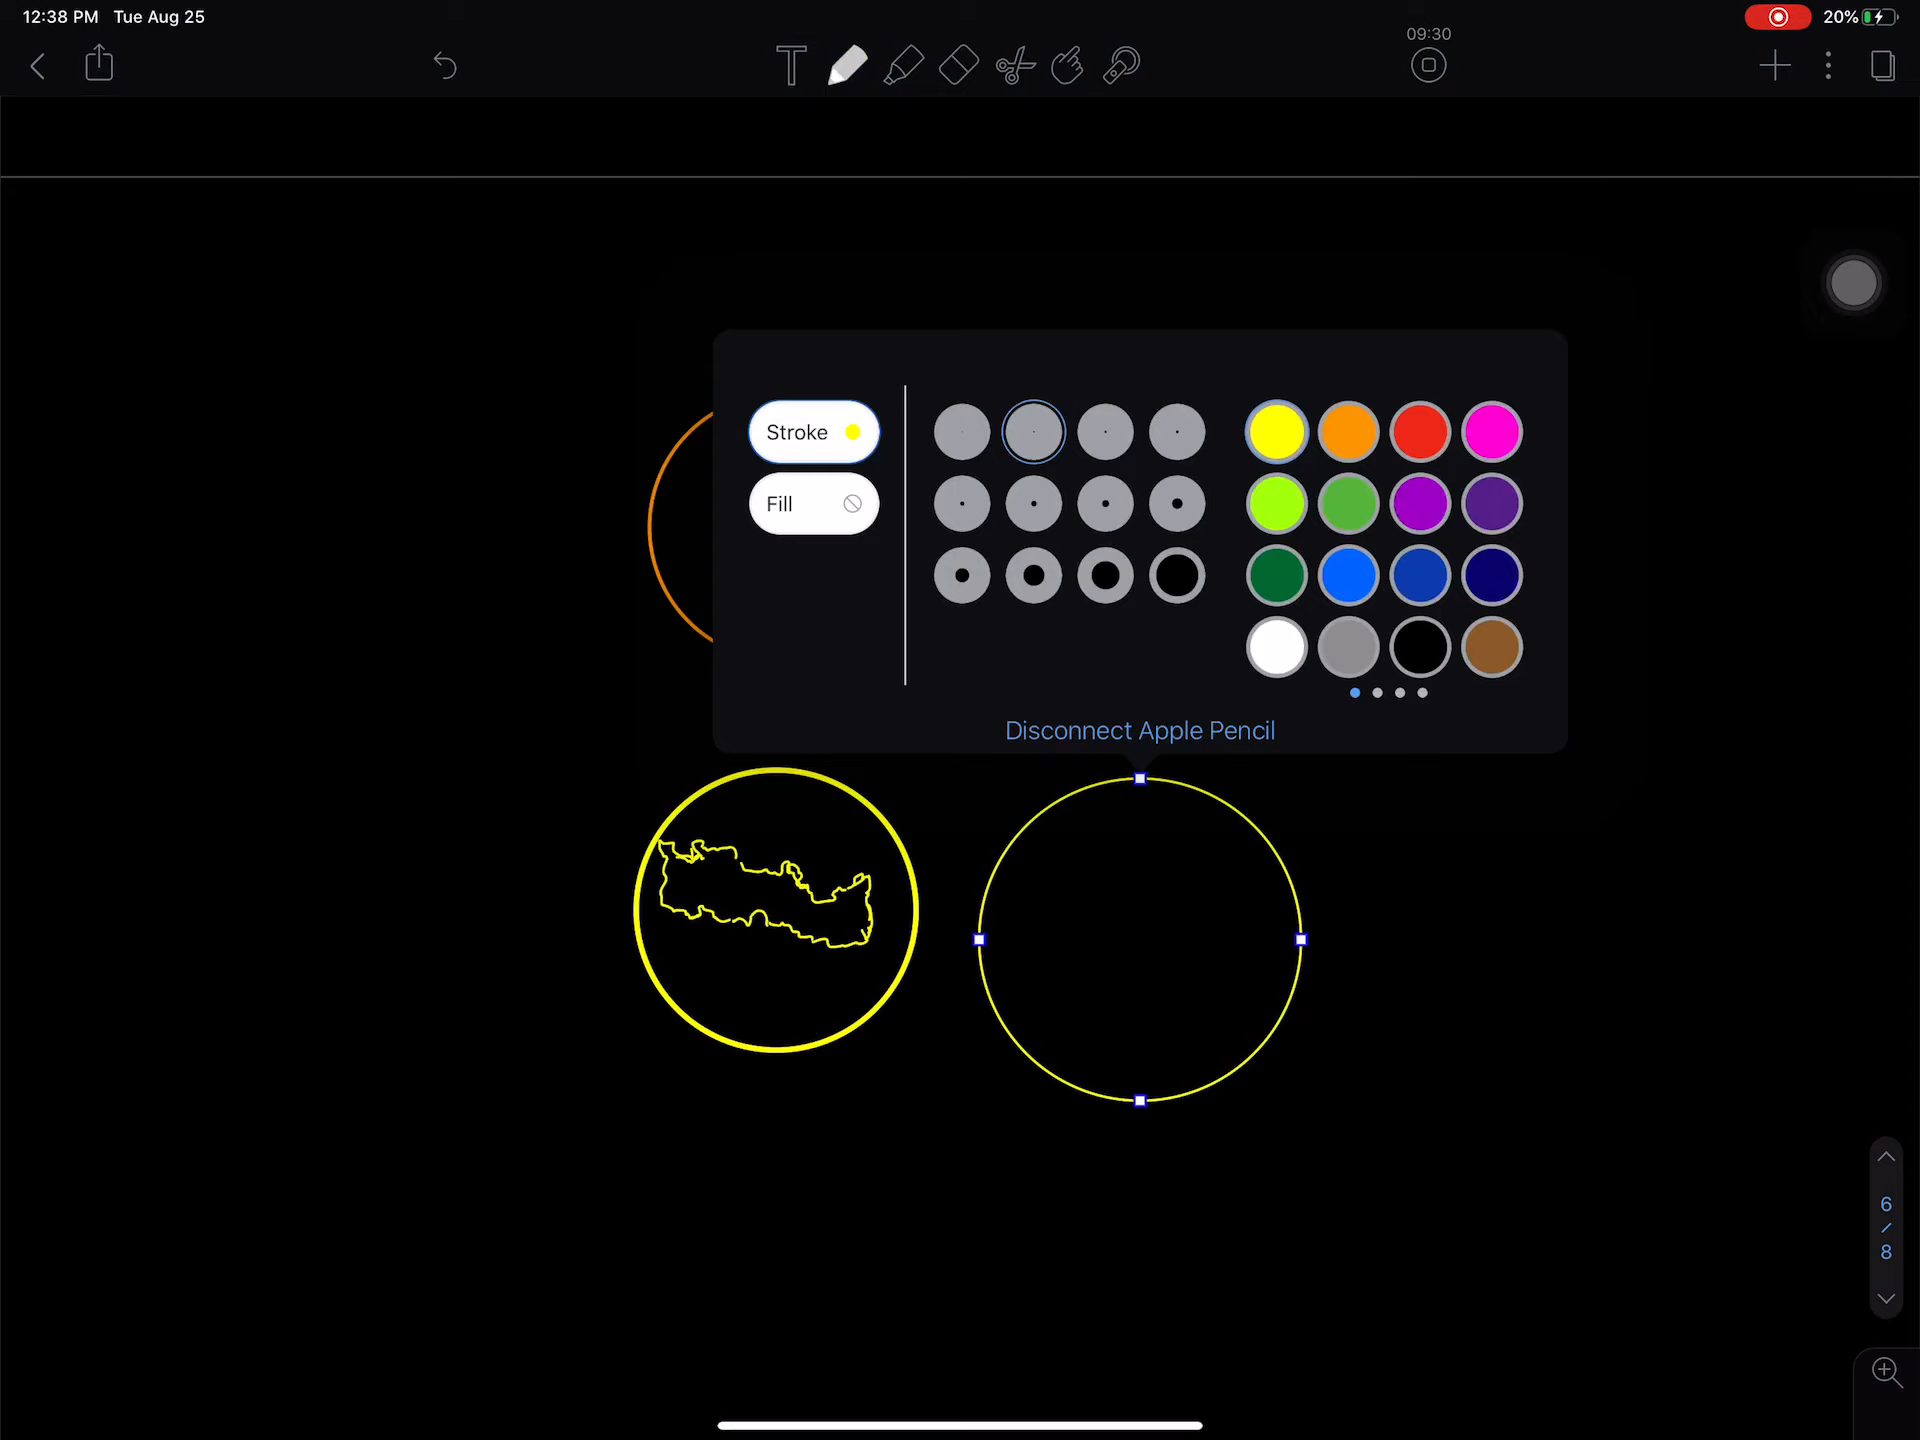 12:38 PM Tue Aug 25
20%
09:30
Stroke
Fill
Disconnect Apple Pencil
6
/
8